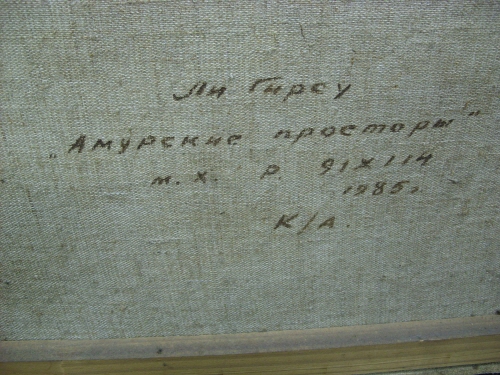 Ли Гирсу
„Амурские просторы"
м. х. р. 91х114
1985г
К/А.